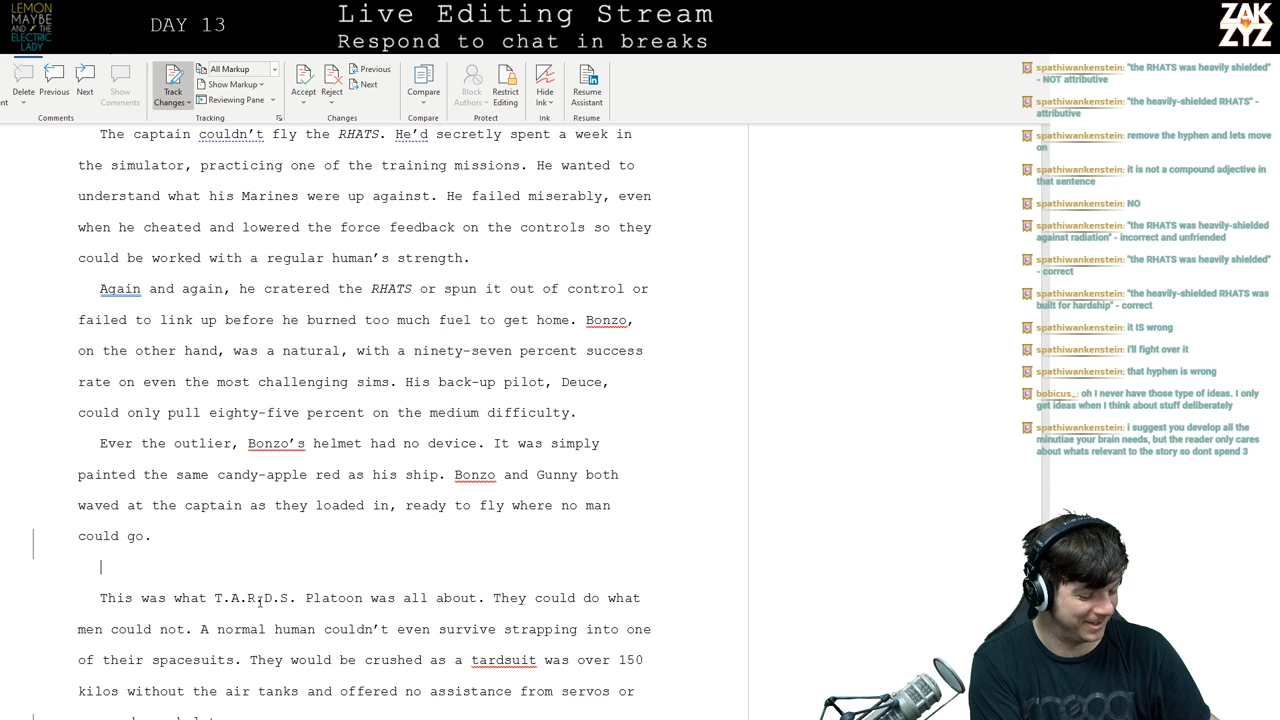 LEMON
MAYBE
AND THE
ELECTRIC
LADY
DAY 13
Live Editing Stream
Respond to chat in breaks
ZAK
ZYZ
Delete
Previous
Next
Show
Comments
Comments
Track
Changes
All Markup
Show Markup
Reviewing Pane
Tracking
Accept
Reject
Previous
Next
Changes
Compare
Compare
Block
Authors
Restrict
Editing
Protect
Hide
Ink
Ink
Resume
Assistant
Resume
The captain couldn't fly the RHATS. He'd secretly spent a week in
the simulator, practicing one of the training missions. He wanted to
understand what his Marines were up against. He failed miserably, even
when he cheated and lowered the force feedback on the controls so they
could be worked with a regular human's strength.
Again and again, he cratered the RHATS or spun it out of control or
failed to link up before he burned too much fuel to get home. Bonzo,
on the other hand, was a natural, with a ninety-seven percent success
rate on even the most challenging sims. His back-up pilot, Deuce,
could only pull eighty-five percent on the medium difficulty.
Ever the outlier, Bonzo's helmet had no device. It was simply
painted the same candy-apple red as his ship. Bonzo and Gunny both
waved at the captain as they loaded in, ready to fly where no man
could go.
This was what T.A.R.D.S. Platoon was all about. They could do what
men could not. A normal human couldn't even survive strapping into one
of their spacesuits. They would be crushed as a tardsuit was over 150
kilos without the air tanks and offered no assistance from servos or
spathiwankenstein: "the RHATS was heavily shielded"
- NOT attributive
spathiwankenstein: "the heavily-shielded RHATS" -
attributive
spathiwankenstein: remove the hyphen and lets move
on
spathiwankenstein: it is not a compound adjective in
that sentence
spathiwankenstein: NO
spathiwankenstein: "the RHATS was heavily-shielded
against radiation" - incorrect and unfriended
spathiwankenstein: "the RHATS was heavily shielded"
- correct
spathiwankenstein: "the heavily-shielded RHATS was
built for hardship" - correct
spathiwankenstein: it IS wrong
spathiwankenstein: i'll fight over it
spathiwankenstein: that hyphen is wrong
bobicus_: oh I never have those type of ideas. I only
get ideas when I think about stuff deliberately
spathiwankenstein: i suggest you develop all the
minutiae your brain needs, but the reader only cares
about whats relevant to the story so dont spend 3